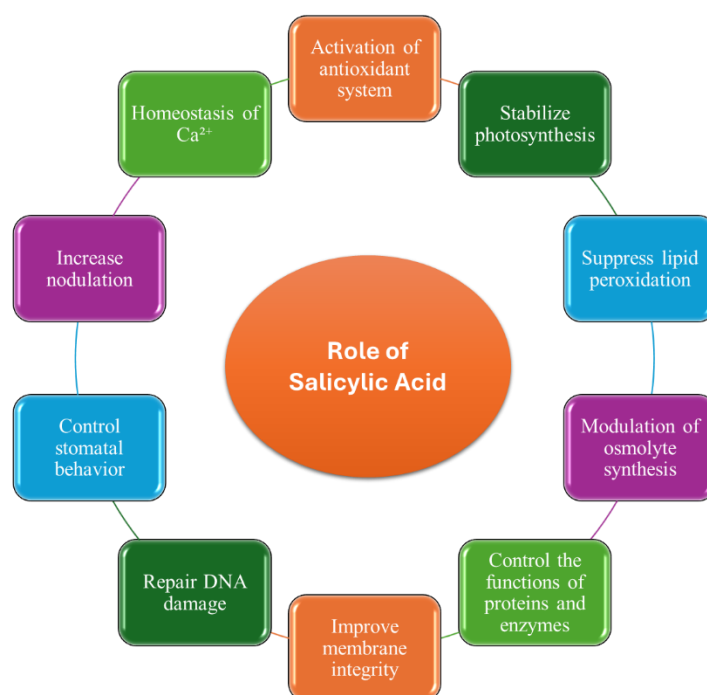 Activation of
antioxidant
system
Stabilize
photosynthesis
Suppress lipid
peroxidation
Modulation of
osmolyte
synthesis
Control the
functions of
proteins and
enzymes
Improve
membrane
integrity
Repair DNA
damage
Control
stomatal
behavior
Increase
nodulation
Homeostasis of
Ca²⁺
Role of
Salicylic Acid